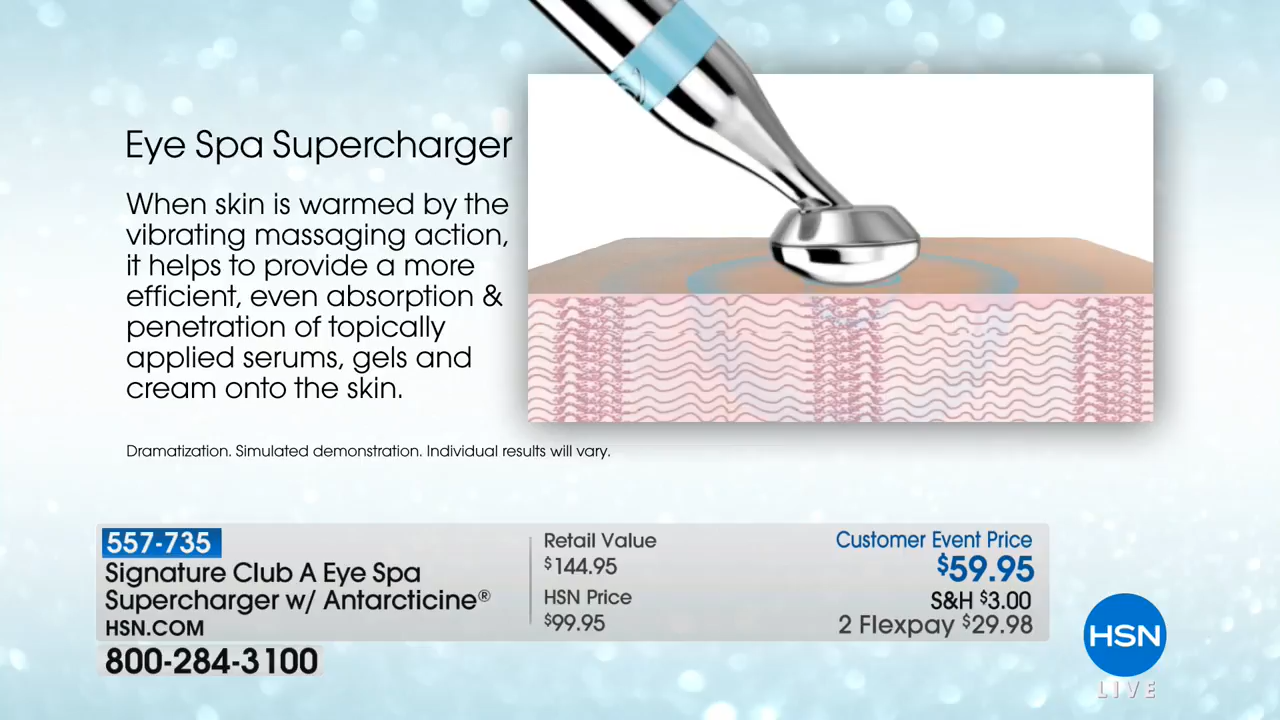 Eye Spa Supercharger
When skin is warmed by the
vibrating massaging action,
it helps to provide a more
efficient, even absorption &
penetration of topically
applied serums, gels and
cream onto the skin.
Dramatization. Simulated demonstration. Individual results will vary.
557-735
Signature Club A Eye Spa
Supercharger w/ Antarcticine®
HSN.COM
800-284-3100
Retail Value
$144.95
HSN Price
$99.95
Customer Event Price
$59.95
S&H $3.00
2 Flexpay $29.98
HSN
LIVE